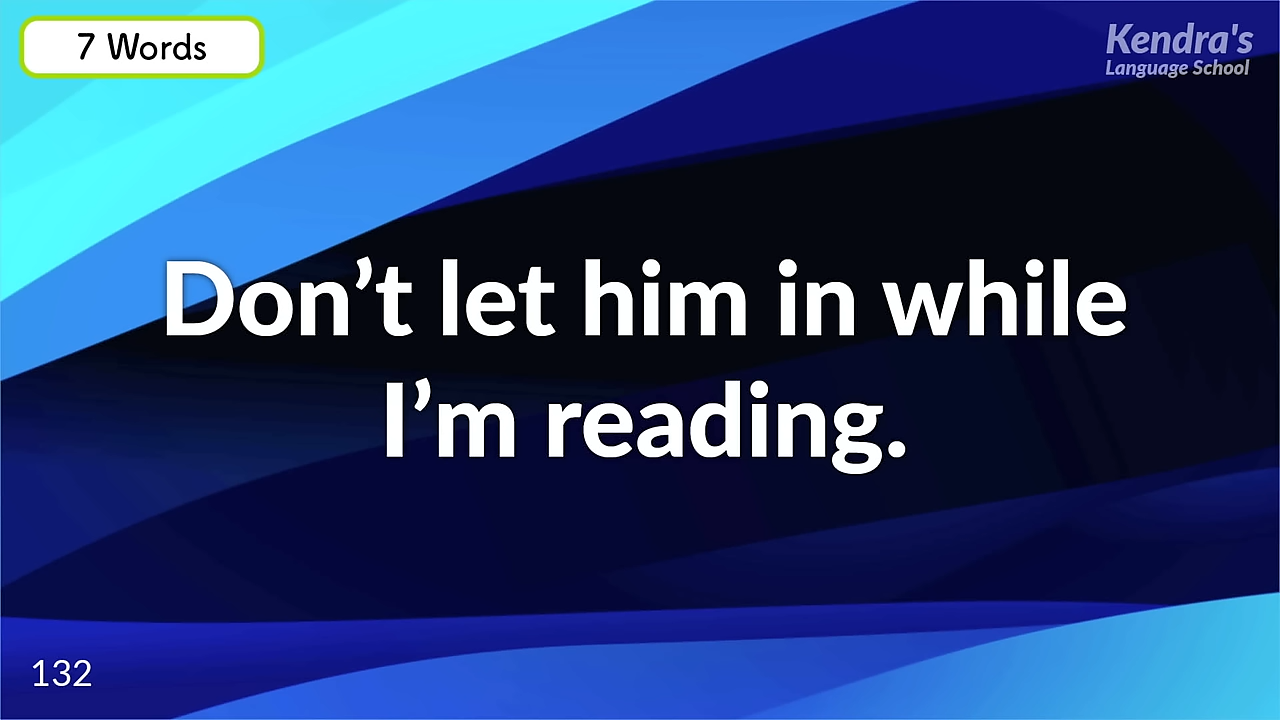 7 Words
Kendra's
Language School
Don’t let him in while
I’m reading.
132